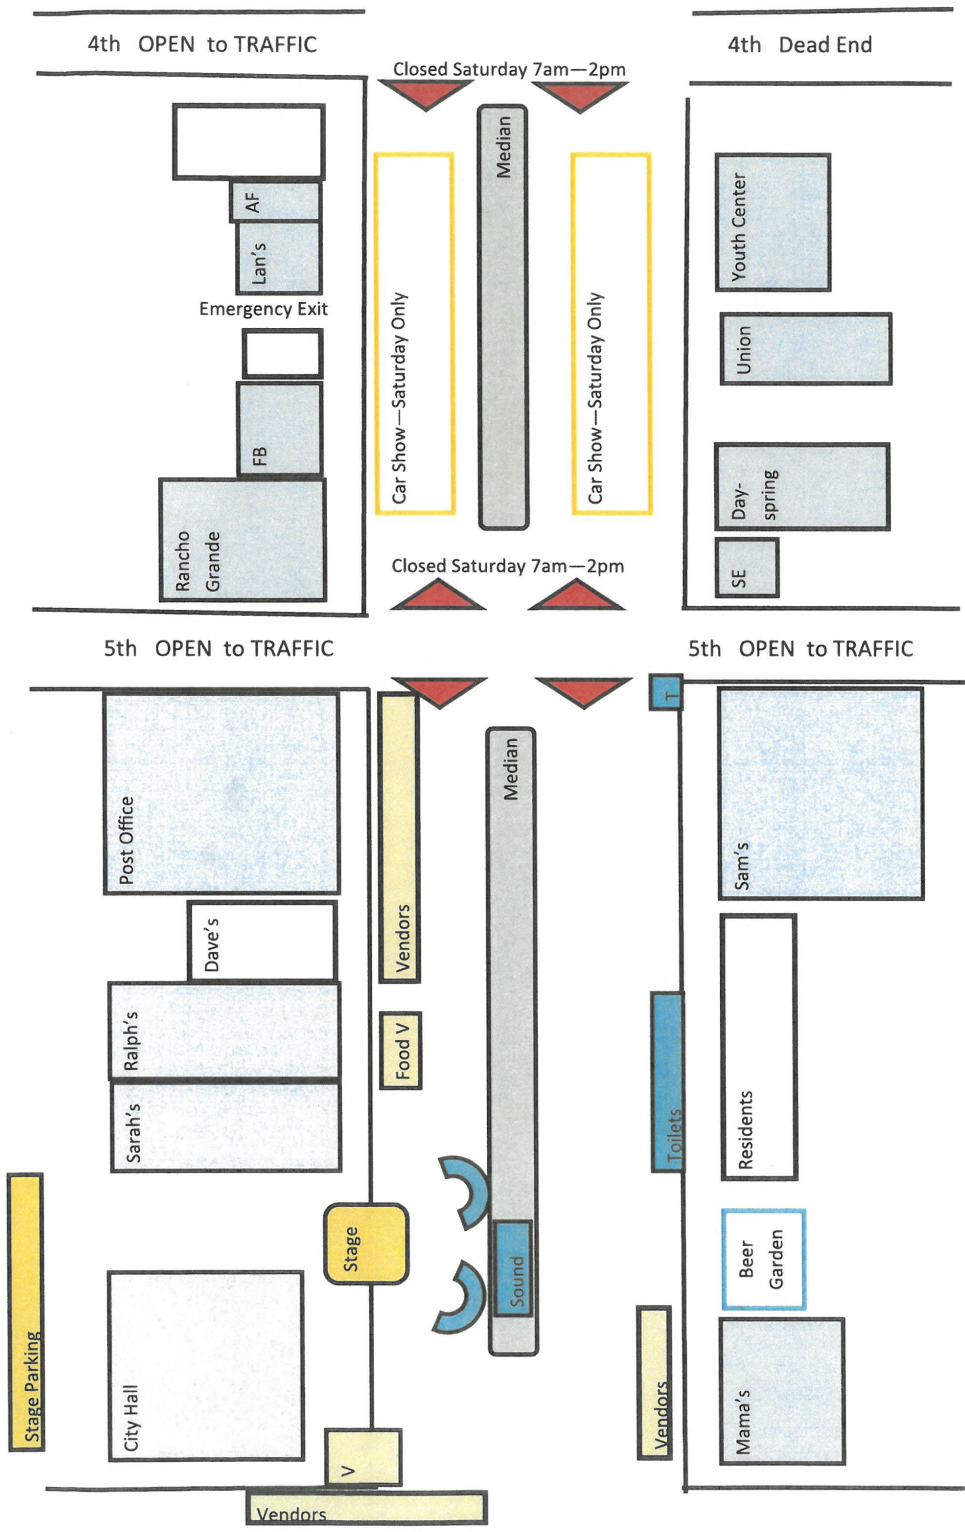 4th OPEN to TRAFFIC
4th Dead End
Closed Saturday 7am—2pm
Median
AF
Lan's
Emergency Exit
FB
Rancho
Grande
Car Show—Saturday Only
Car Show—Saturday Only
Youth Center
Union
Day-
spring
SE
Closed Saturday 7am—2pm
5th OPEN to TRAFFIC
5th OPEN to TRAFFIC
T
Post Office
Vendors
Median
Sam's
Dave's
Ralph's
Food V
Sarah's
Toilets
Residents
Stage Parking
Stage
Sound
Beer
Garden
City Hall
Vendors
Mama's
V
Vendors